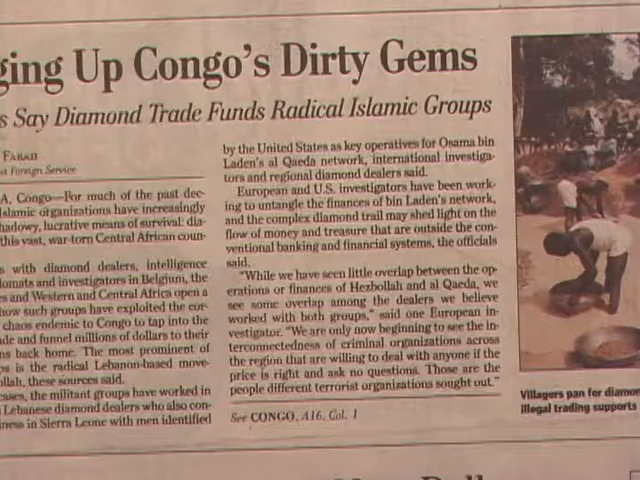 ging Up Congo's Dirty Gems
s Say Diamond Trade Funds Radical Islamic Groups
FARAH
st Foreign Service
A, Congo—For much of the past dec-
Islamic organizations have increasingly
hadowy, lucrative means of survival: dia-
this vast, war-torn Central African coun-
s with diamond dealers, intelligence
lomats and investigators in Belgium, the
es and Western and Central Africa open a
how such groups have exploited the cor-
chaos endemic to Congo to tap into the
de and funnel millions of dollars to their
ns back home. The most prominent of
ps is the radical Lebanon-based move-
ollah, these sources said.
cases, the militant groups have worked in
Lebanese diamond dealers who also con-
iness in Sierra Leone with men identified
by the United States as key operatives for Osama bin
Laden's al Qaeda network, international investiga-
tors and regional diamond dealers said.
European and U.S. investigators have been work-
ing to untangle the finances of bin Laden's network,
and the complex diamond trail may shed light on the
flow of money and treasure that are outside the con-
ventional banking and financial systems, the officials
said.
"While we have seen little overlap between the op-
erations or finances of Hezbollah and al Qaeda, we
see some overlap among the dealers we believe
worked with both groups," said one European in-
vestigator. "We are only now beginning to see the in-
terconnectedness of criminal organizations across
the region that are willing to deal with anyone if the
price is right and ask no questions. Those are the
people different terrorist organizations sought out."
See CONGO, A16, Col. 1
Villagers pan for diamon
illegal trading supports